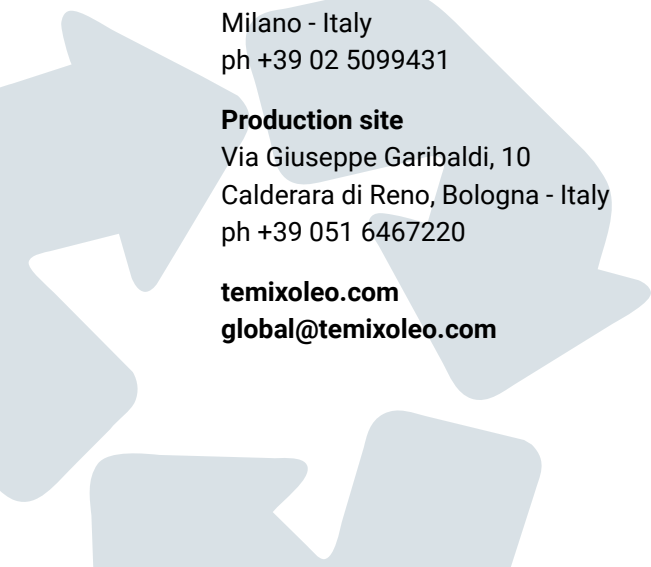 Milano - Italy
ph +39 02 5099431
Production site
Via Giuseppe Garibaldi, 10
Calderara di Reno, Bologna - Italy
ph +39 051 6467220
temixoleo.com
global@temixoleo.com